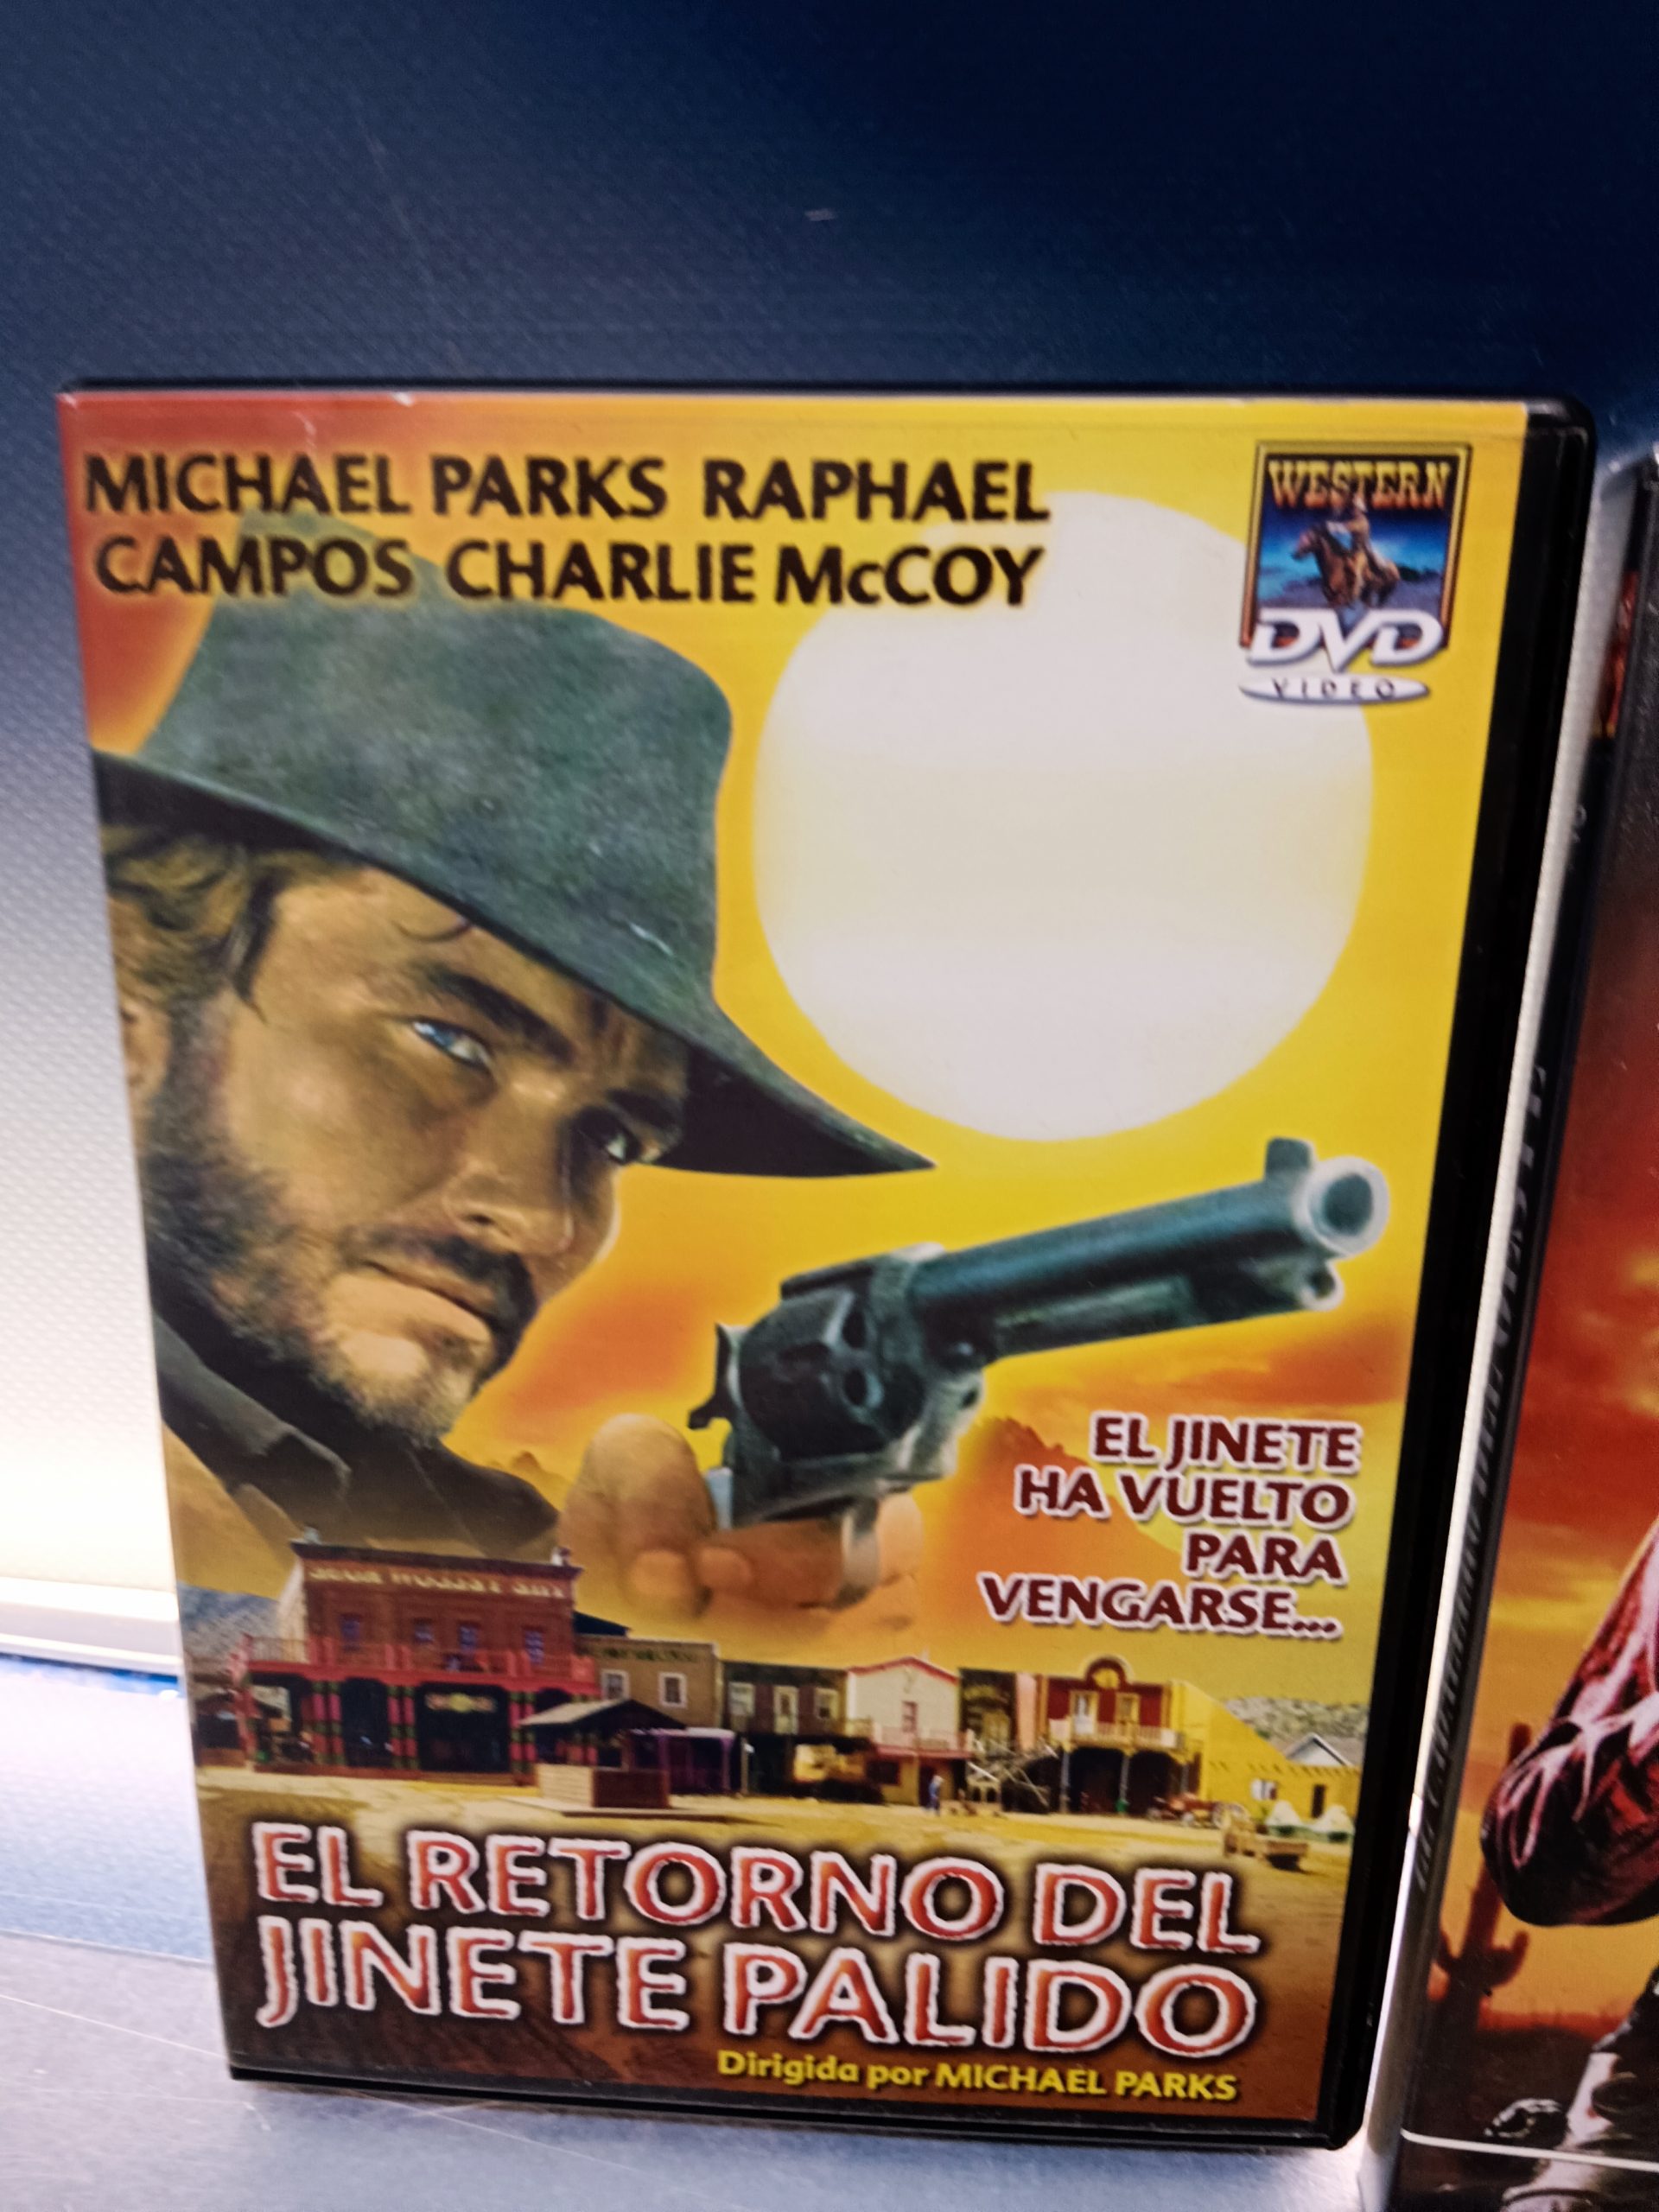 MICHAEL PARKS RAPHAEL
CAMPOS CHARLIE McCOY
WESTERN
DVD
VIDEO
EL JINETE
HA VUELTO
PARA
VENGARSE...
EL RETORNO DEL
JINETE PALIDO
Dirigida por MICHAEL PARKS